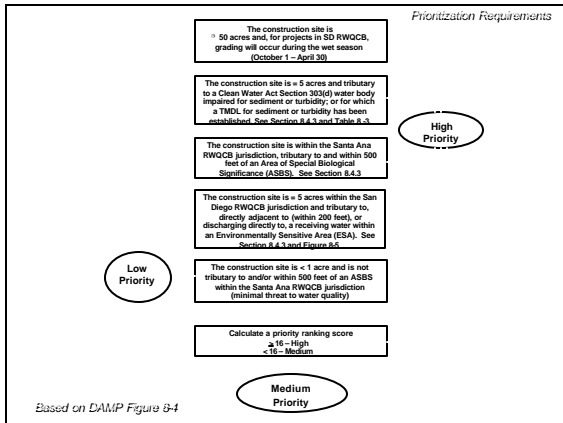 Prioritization Requirements
The construction site is
50 acres and, for projects in SD RWQCB,
grading will occur during the wet season
(October 1 – April 30)
The construction site is = 5 acres and tributary
to a Clean Water Act Section 303(d) water body
impaired for sediment or turbidity; or for which
a TMDL for sediment or turbidity has been
established. See Section 8.4.3 and Table 8-3.
High
Priority
The construction site is within the Santa Ana
RWQCB jurisdiction, tributary to and within 500
feet of an Area of Special Biological
Significance (ASBS). See Section 8.4.3
The construction site is = 5 acres within the San
Diego RWQCB jurisdiction and tributary to,
directly adjacent to (within 200 feet), or
discharging directly to, a receiving water within
an Environmentally Sensitive Area (ESA). See
Section 8.4.3 and Figure 8-5
Low
Priority
The construction site is < 1 acre and is not
tributary to and/or within 500 feet of an ASBS
within the Santa Ana RWQCB jurisdiction
(minimal threat to water quality)
Calculate a priority ranking score
≥ 16 – High
< 16 – Medium
Medium
Priority
Based on DAMP Figure 8-4